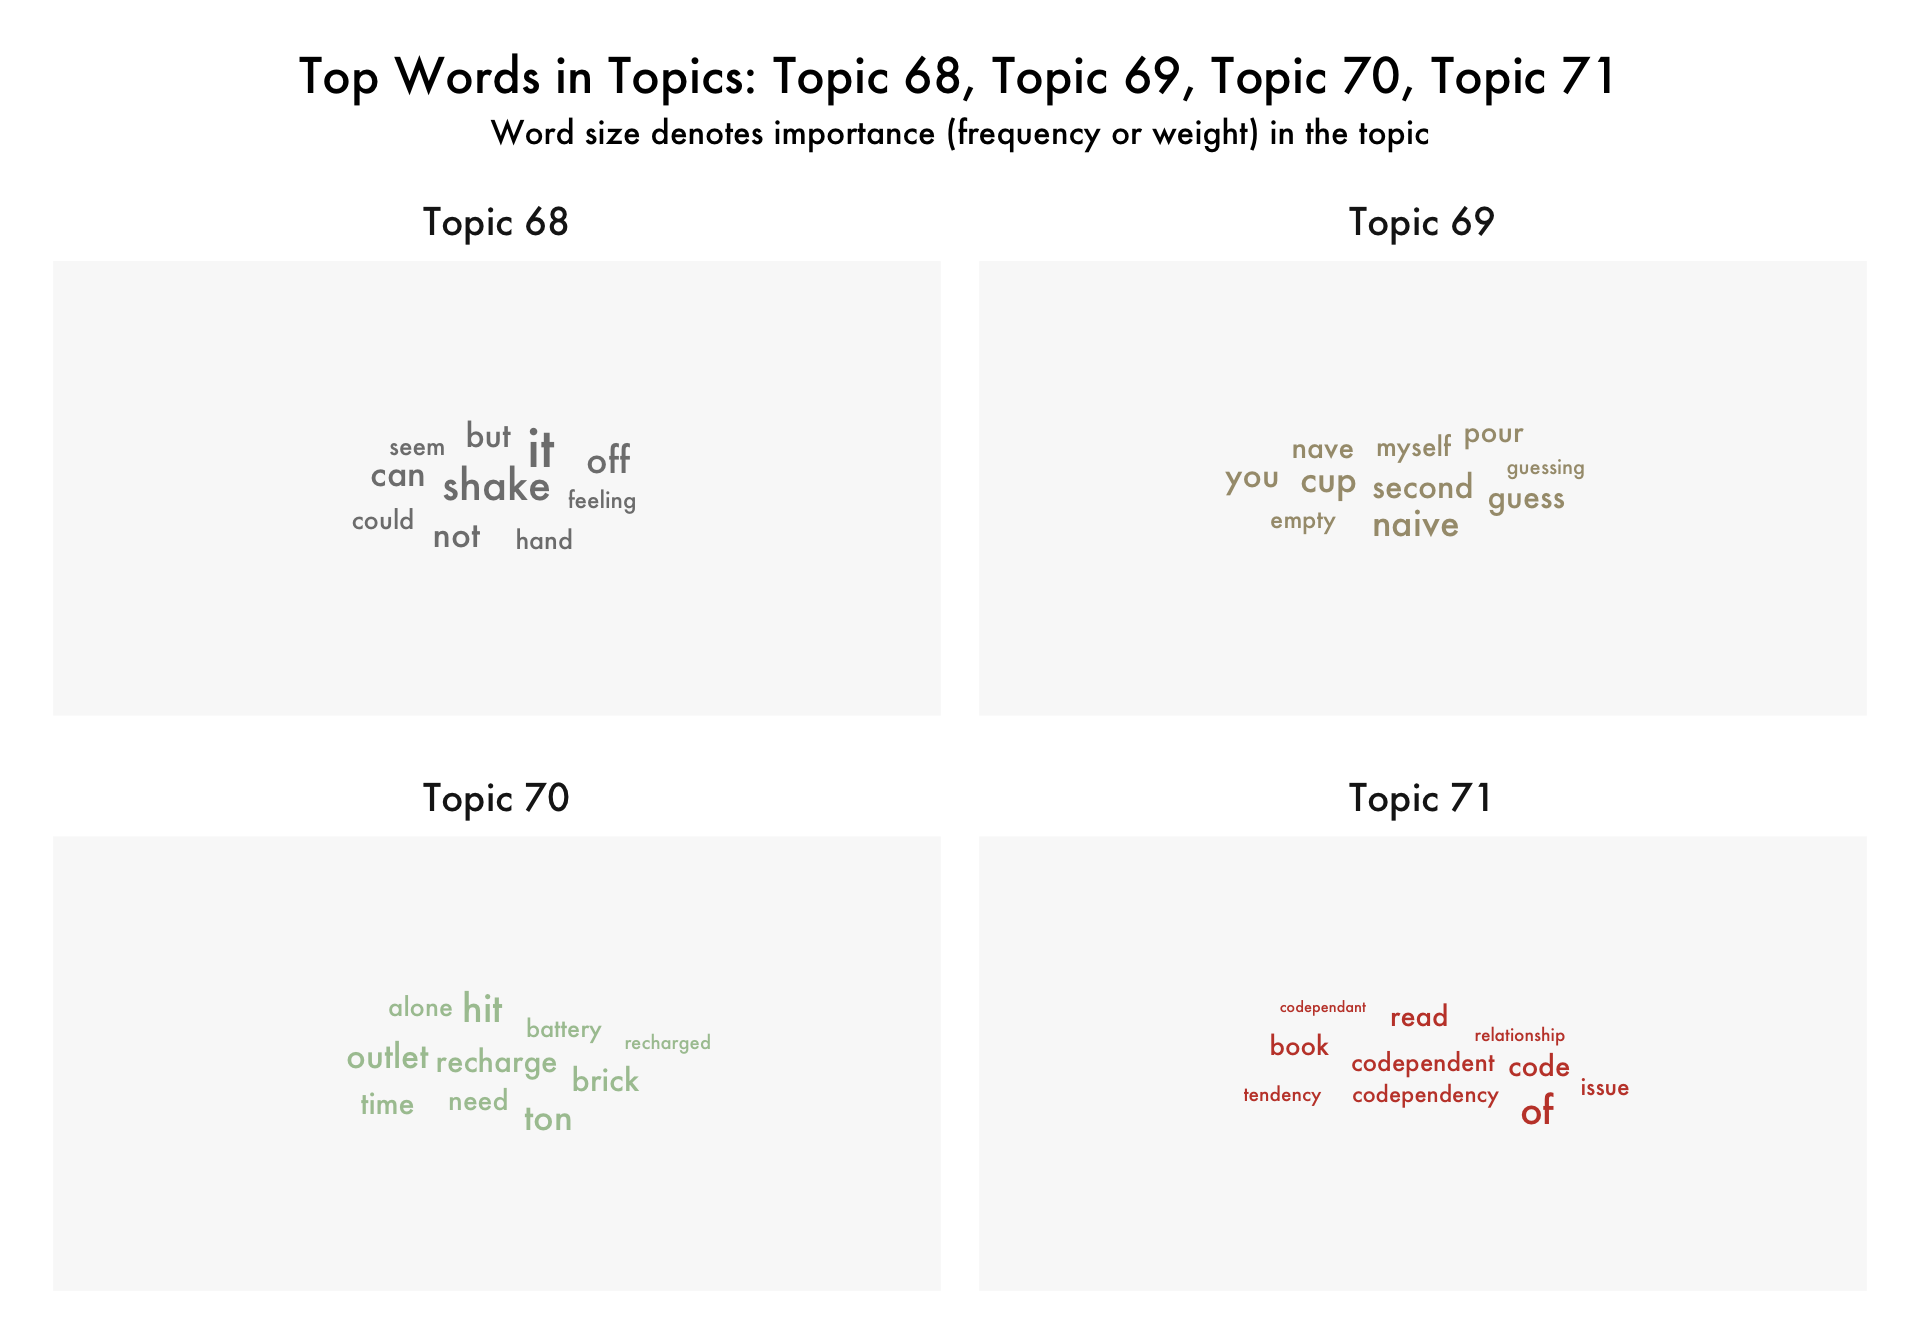 Top Words in Topics: Topic 68, Topic 69, Topic 70, Topic 71
Word size denotes importance (frequency or weight) in the topic
Topic 68
seem but it off
can shake feeling
could not hand
Topic 69
nave myself pour
you cup second guessing
guess
empty naive
Topic 70
alone hit battery recharged
outlet recharge brick
time need ton
Topic 71
codependant read relationship
book codependent code issue
tendency codependency of